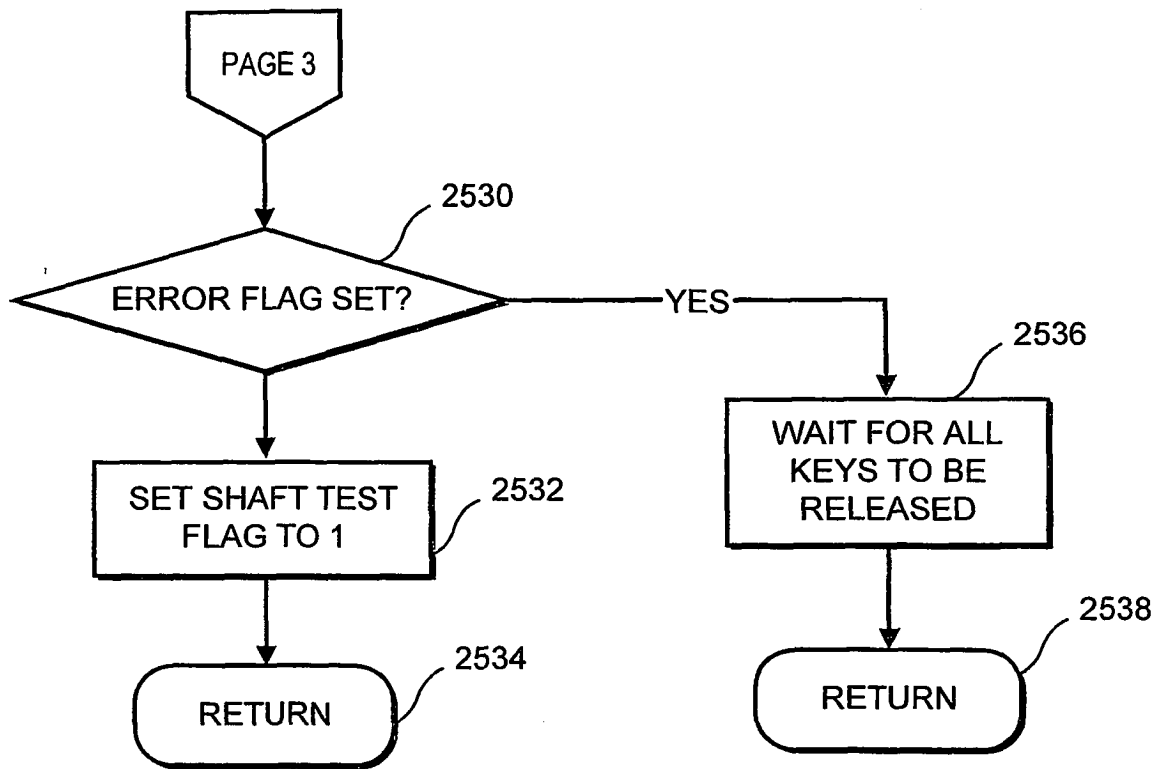 PAGE 3
2530
ERROR FLAG SET?
YES
2536
WAIT FOR ALL
KEYS TO BE
RELEASED
SET SHAFT TEST
FLAG TO 1
2532
2538
RETURN
2534
RETURN